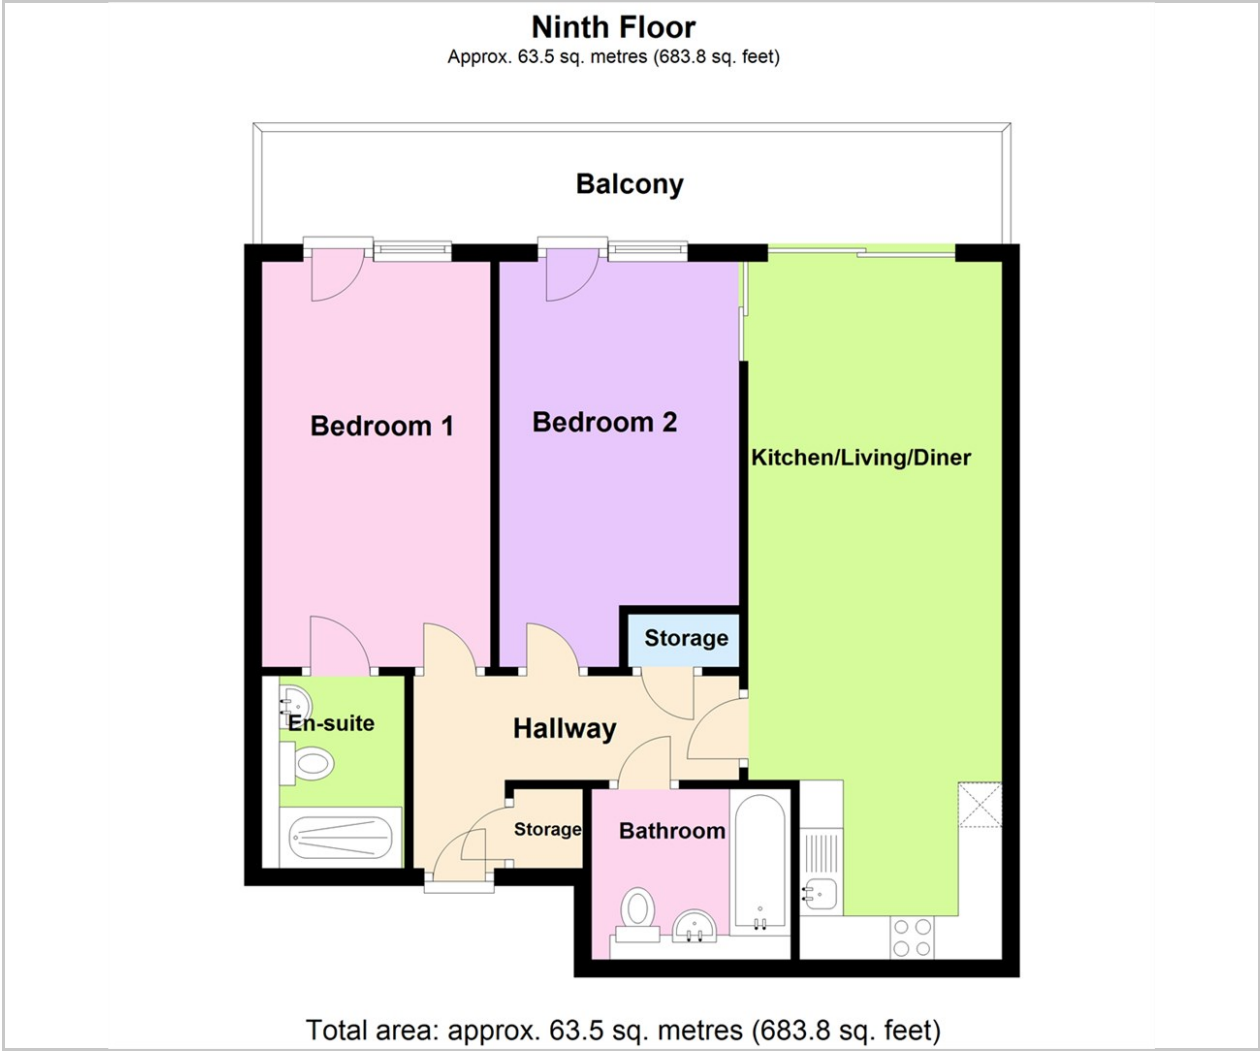 Ninth Floor
Approx. 63.5 sq. metres (683.8 sq. feet)
Balcony
Bedroom 1
Bedroom 2
Kitchen/Living/Diner
Storage
En-suite
Hallway
Storage
Bathroom
Total area: approx. 63.5 sq. metres (683.8 sq. feet)